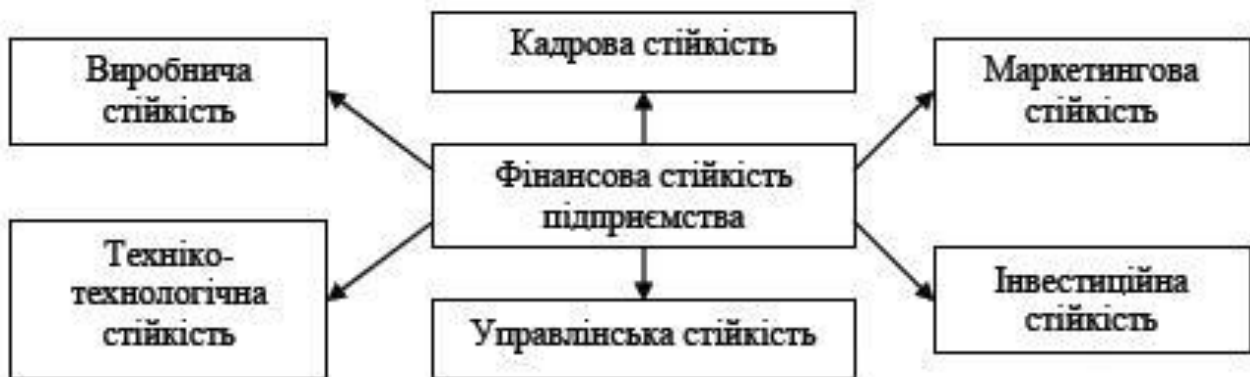 Кадрова стійкість
Виробнича
стійкість
Маркетингова
стійкість
Фінансова стійкість
підприємства
Техніко-
технологічна
стійкість
Управлінська стійкість
Інвестиційна
стійкість